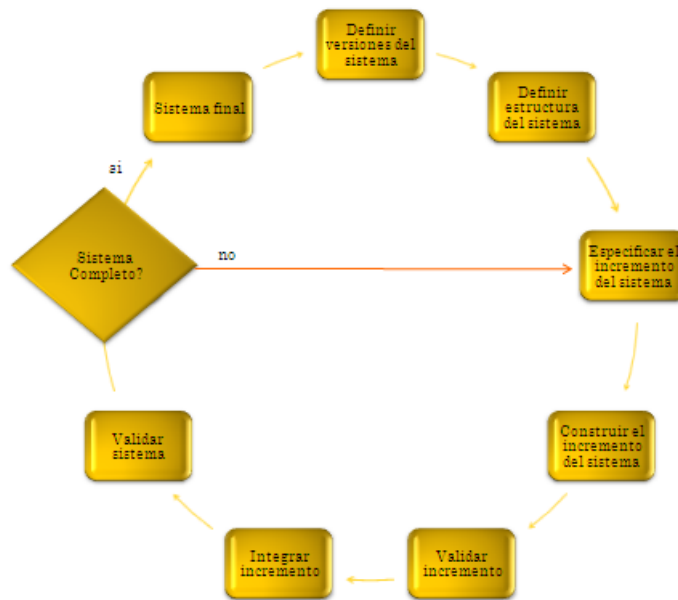 Definir
versiones del
sistema
Sistema final
Definir
estructura
del sistema
si
Sistema
Completo?
no
Especificar el
incremento
del sistema
Validar
sistema
Construir el
incremento
del sistema
Integrar
incremento
Validar
incremento